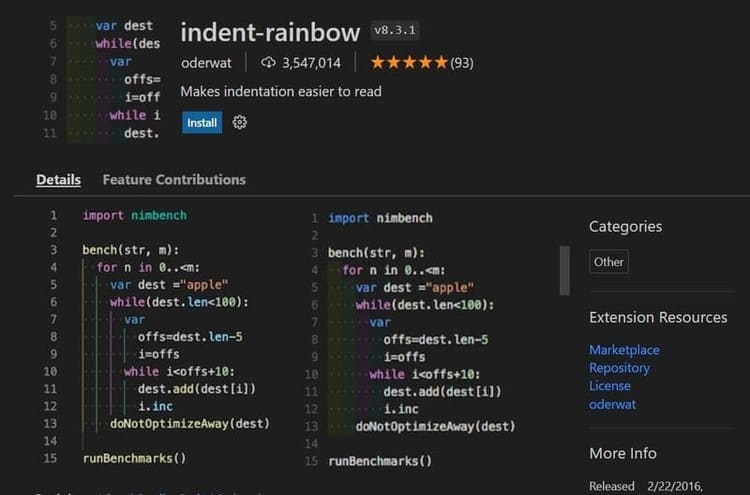 5 var dest
6 while(des
7 var
8 offs=
9 i=off
10 while i
11 dest.
indent-rainbow v8.3.1
oderwat 3,547,014 ★★★★★(93)
Makes indentation easier to read
Install
Details Feature Contributions
1 import nimbench
2
3 bench(str, m):
4 for n in 0..<m:
5 var dest ="apple"
6 while(dest.len<100):
7 var
8 offs=dest.len-5
9 i=offs
10 while i<offs+10:
11 dest.add(dest[i])
12 i.inc
13 doNotOptimizeAway(dest)
14
15 runBenchmarks()
1 import nimbench
2
3 bench(str, m):
4 for n in 0..<m:
5 var dest ="apple"
6 while(dest.len<100):
7 var
8 offs=dest.len-5
9 i=offs
10 while i<offs+10:
11 dest.add(dest[i])
12 i.inc
13 doNotOptimizeAway(dest)
14
15 runBenchmarks()
Categories
Other
Extension Resources
Marketplace
Repository
License
oderwat
More Info
Released 2/22/2016,